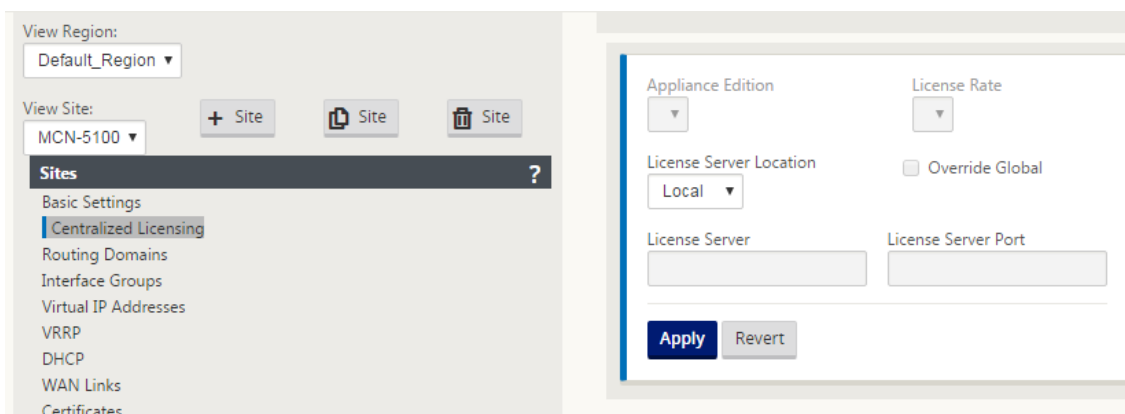 View Region:
Default_Region
View Site:
MCN-5100
+ Site
Site
Site
Sites ?
Basic Settings
Centralized Licensing
Routing Domains
Interface Groups
Virtual IP Addresses
VRRP
DHCP
WAN Links
Certificates
Appliance Edition License Rate
License Server Location
Override Global
Local
License Server License Server Port
Apply Revert